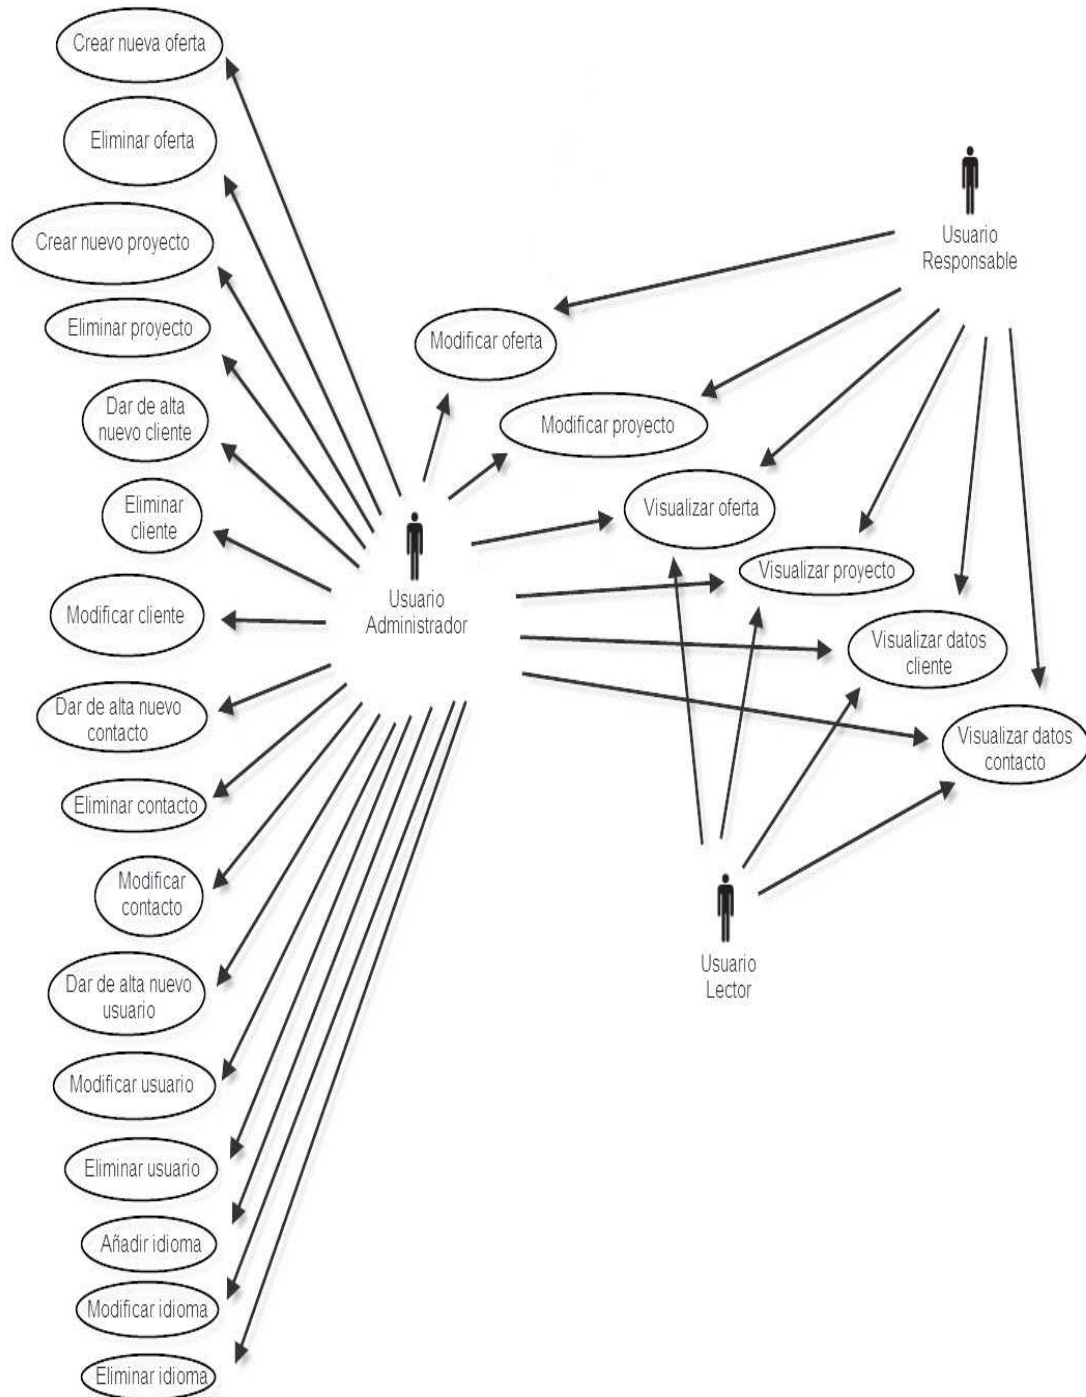 Crear nueva oferta
Eliminar oferta
Crear nuevo proyecto
Eliminar proyecto
Dar de alta
nuevo cliente
Eliminar
cliente
Modificar cliente
Dar de alta nuevo
contacto
Eliminar contacto
Modificar
contacto
Dar de alta nuevo
usuario
Modificar usuario
Eliminar usuario
Añadir idioma
Modificar idioma
Eliminar idioma
Usuario
Administrador
Modificar oferta
Modificar proyecto
Visualizar oferta
Visualizar proyecto
Visualizar datos
cliente
Visualizar datos
contacto
Usuario
Responsable
Usuario
Lector